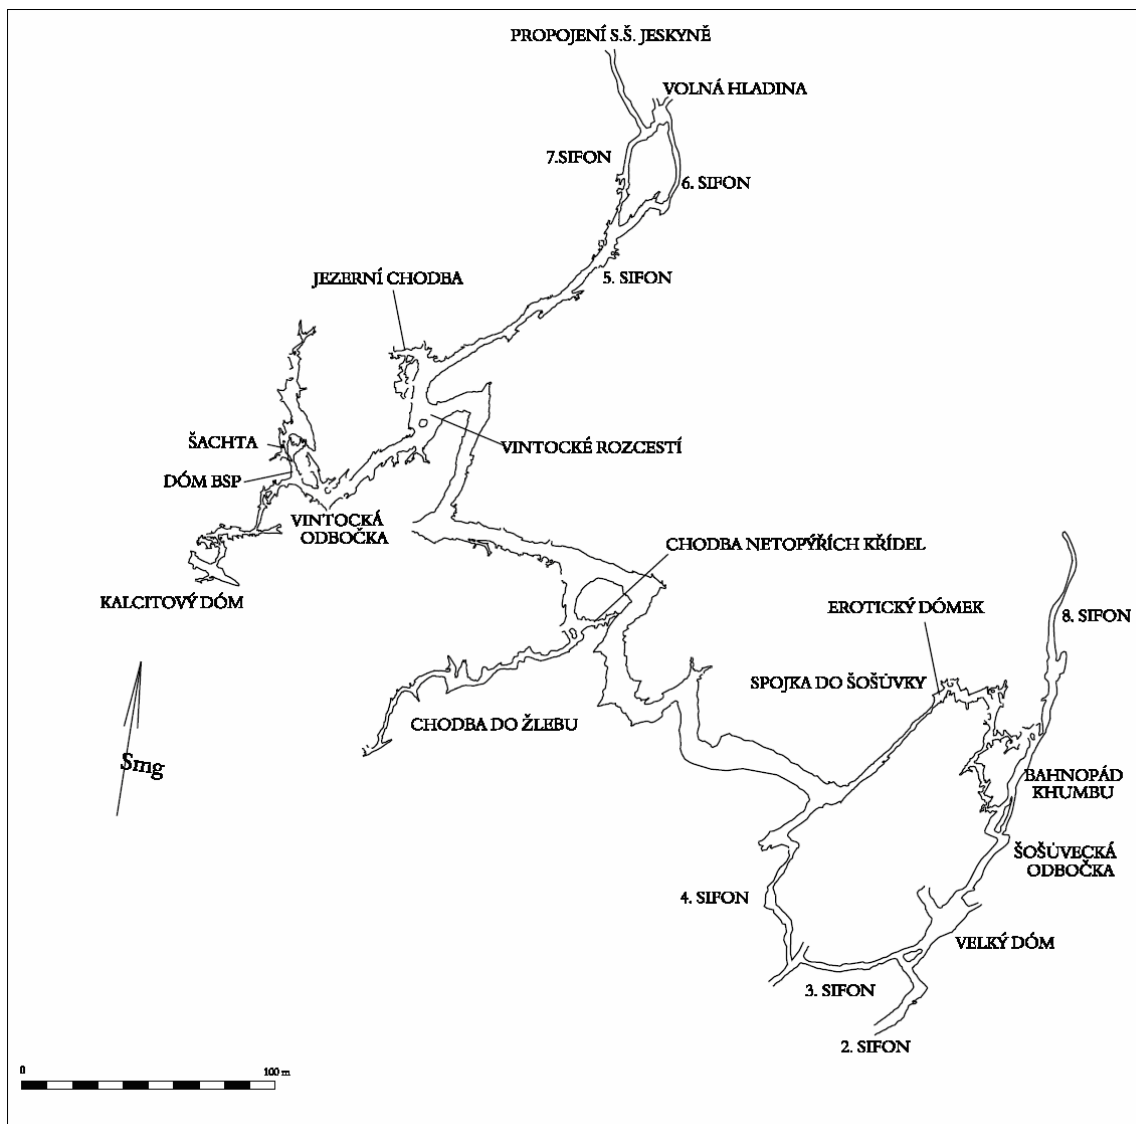 PROPOJENÍ S.Š. JESKYNĚ
VOLNÁ HLADINA
7.SIFON
6. SIFON
5. SIFON
JEZERNÍ CHODBA
ŠACHTA
VINTOCKÉ ROZCESTÍ
DÓM BSP
VINTOCKÁ
ODBOČKA
CHODBA NETOPÝŘÍCH KŘÍDEL
KALCITOVÝ DÓM
EROTICKÝ DÓMEK
8. SIFON
SPOJKA DO ŠOŠŮVKY
CHODBA DO ŽLEBU
Smg
BAHNOPÁD
KHUMBU
ŠOŠŮVECKÁ
ODBOČKA
4. SIFON
VELKÝ DÓM
3. SIFON
2. SIFON
0 100 m